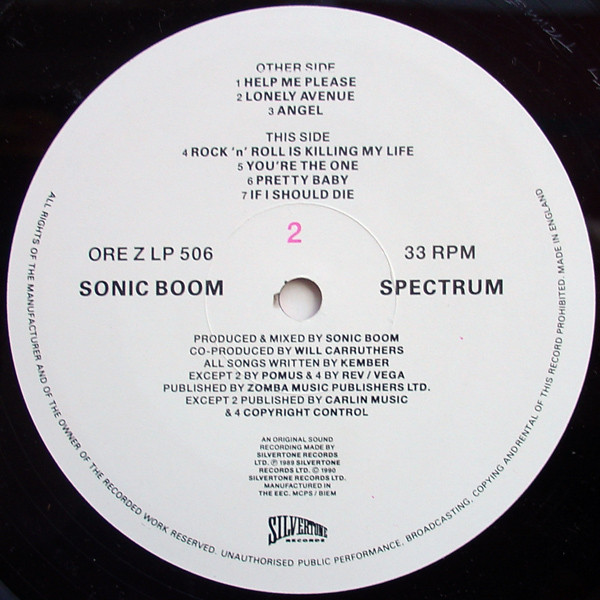 OTHER SIDE
1 HELP ME PLEASE
2 LONELY AVENUE
3 ANGEL
THIS SIDE
4 ROCK 'n' ROLL IS KILLING MY LIFE
5 YOU'RE THE ONE
6 PRETTY BABY
7 IF I SHOULD DIE
2
ORE Z LP 506
33 RPM
SONIC BOOM
SPECTRUM
PRODUCED & MIXED BY SONIC BOOM
CO-PRODUCED BY WILL CARRUTHERS
ALL SONGS WRITTEN BY KEMBER
EXCEPT 2 BY POMUS & 4 BY REV / VEGA
PUBLISHED BY ZOMBA MUSIC PUBLISHERS LTD.
EXCEPT 2 PUBLISHED BY CARLIN MUSIC
& 4 COPYRIGHT CONTROL
AN ORIGINAL SOUND
RECORDING MADE BY
SILVERTONE RECORDS
LTD. ℗ 1989 SILVERTONE
RECORDS LTD. © 1990
SILVERTONE RECORDS LTD.
MANUFACTURED IN
THE EEC. MCPS / BIEM
SILVERTONE
RECORDS
ALL RIGHTS OF THE MANUFACTURER AND OF THE OWNER OF THE RECORDED WORK RESERVED. UNAUTHORISED PUBLIC PERFORMANCE, BROADCASTING, COPYING ANDRENTAL OF THIS RECORD PROHIBITED. MADE IN ENGLAND